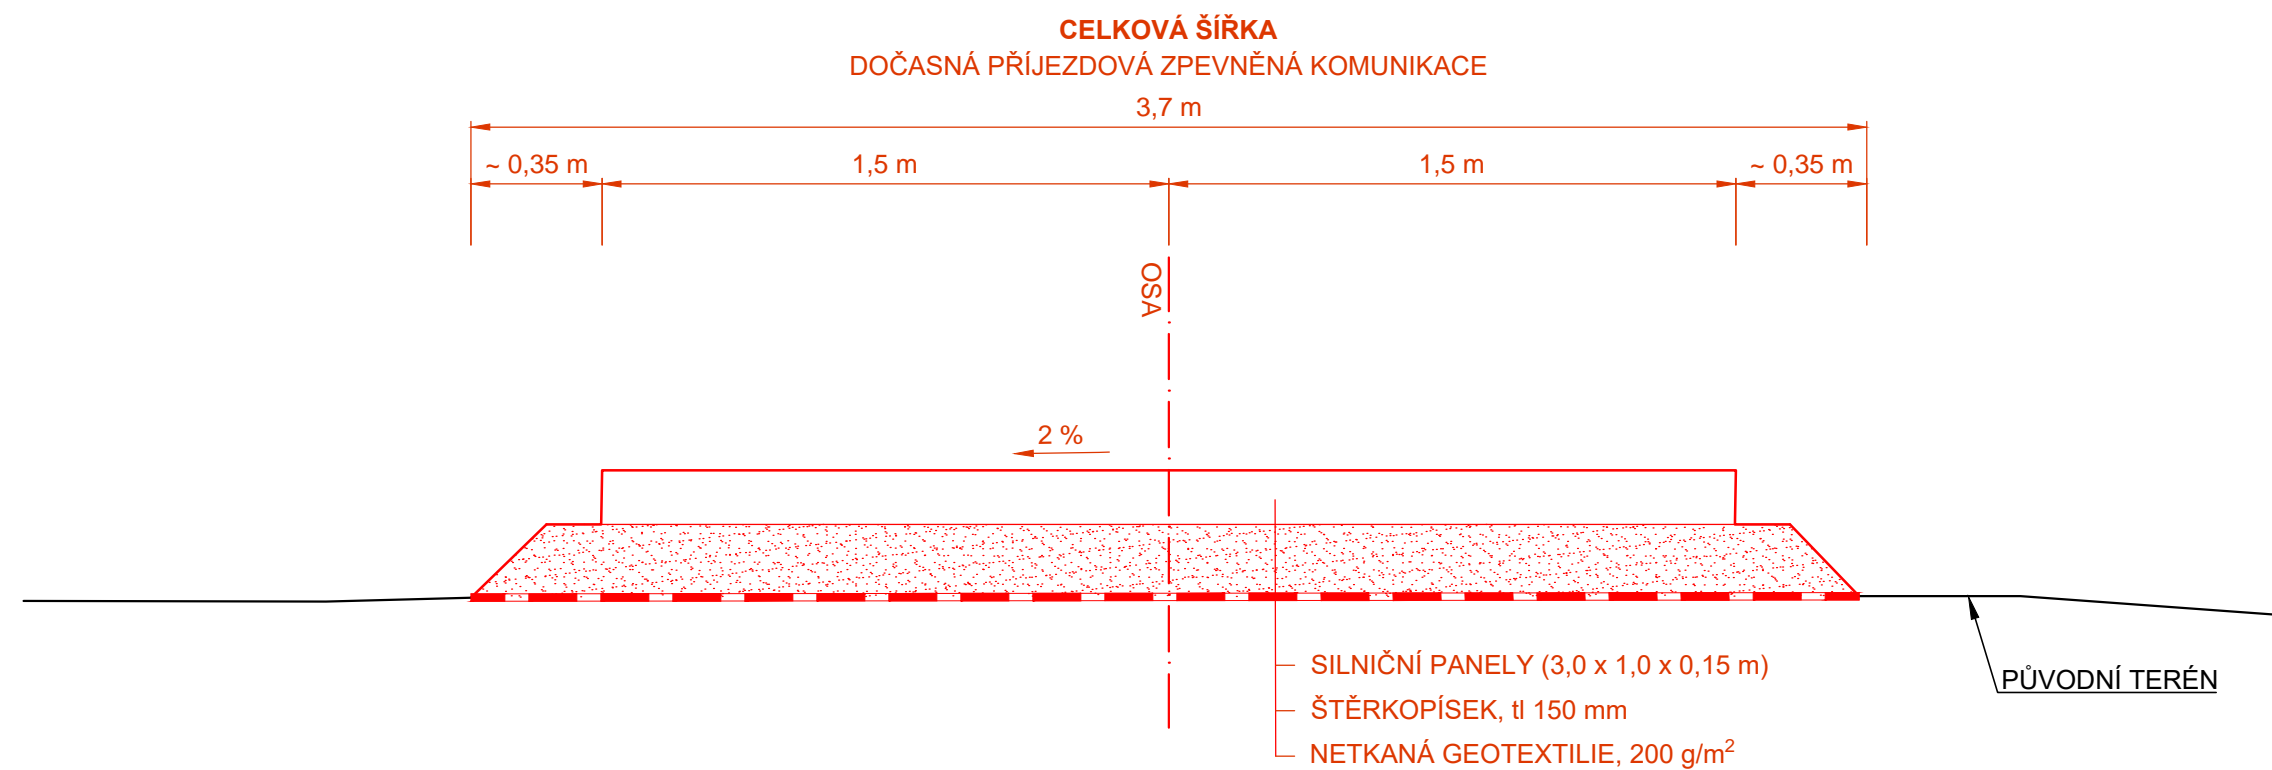 CELKOVÁ ŠÍŘKA
DOČASNÁ PŘÍJEZDOVÁ ZPEVNĚNÁ KOMUNIKACE
3,7 m
~ 0,35 m
1,5 m
1,5 m
~ 0,35 m
OSA
2 %
SILNIČNÍ PANELY (3,0 x 1,0 x 0,15 m)
ŠTĚRKOPÍSEK, tl 150 mm
NETKANÁ GEOTEXTILIE, 200 g/m²
PŮVODNÍ TERÉN